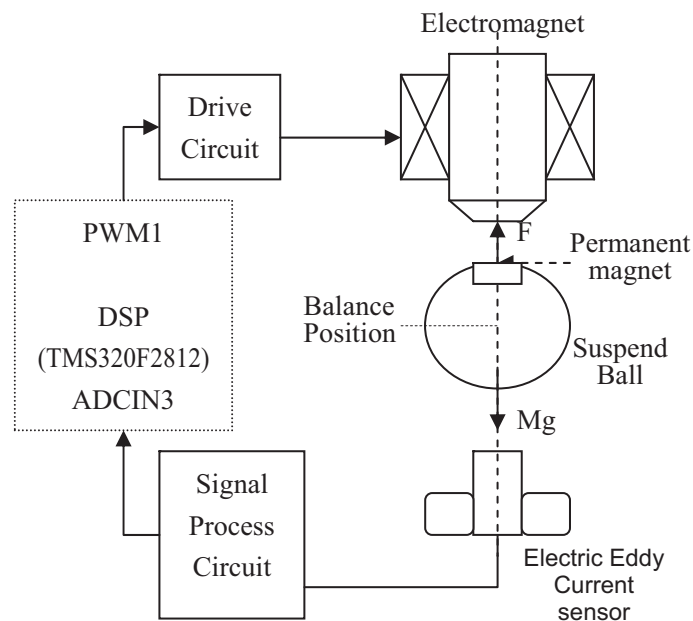 Electromagnet
Drive
Circuit
PWM1
F
Permanent
magnet
DSP
(TMS320F2812)
ADCIN3
Balance
Position
Suspend
Ball
Mg
Signal
Process
Circuit
Electric Eddy
Current
sensor